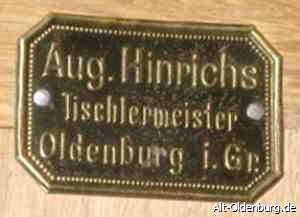 Aug. Hinrichs
Tischlermeister
Oldenburg i. Gr
Alt-Oldenburg.de